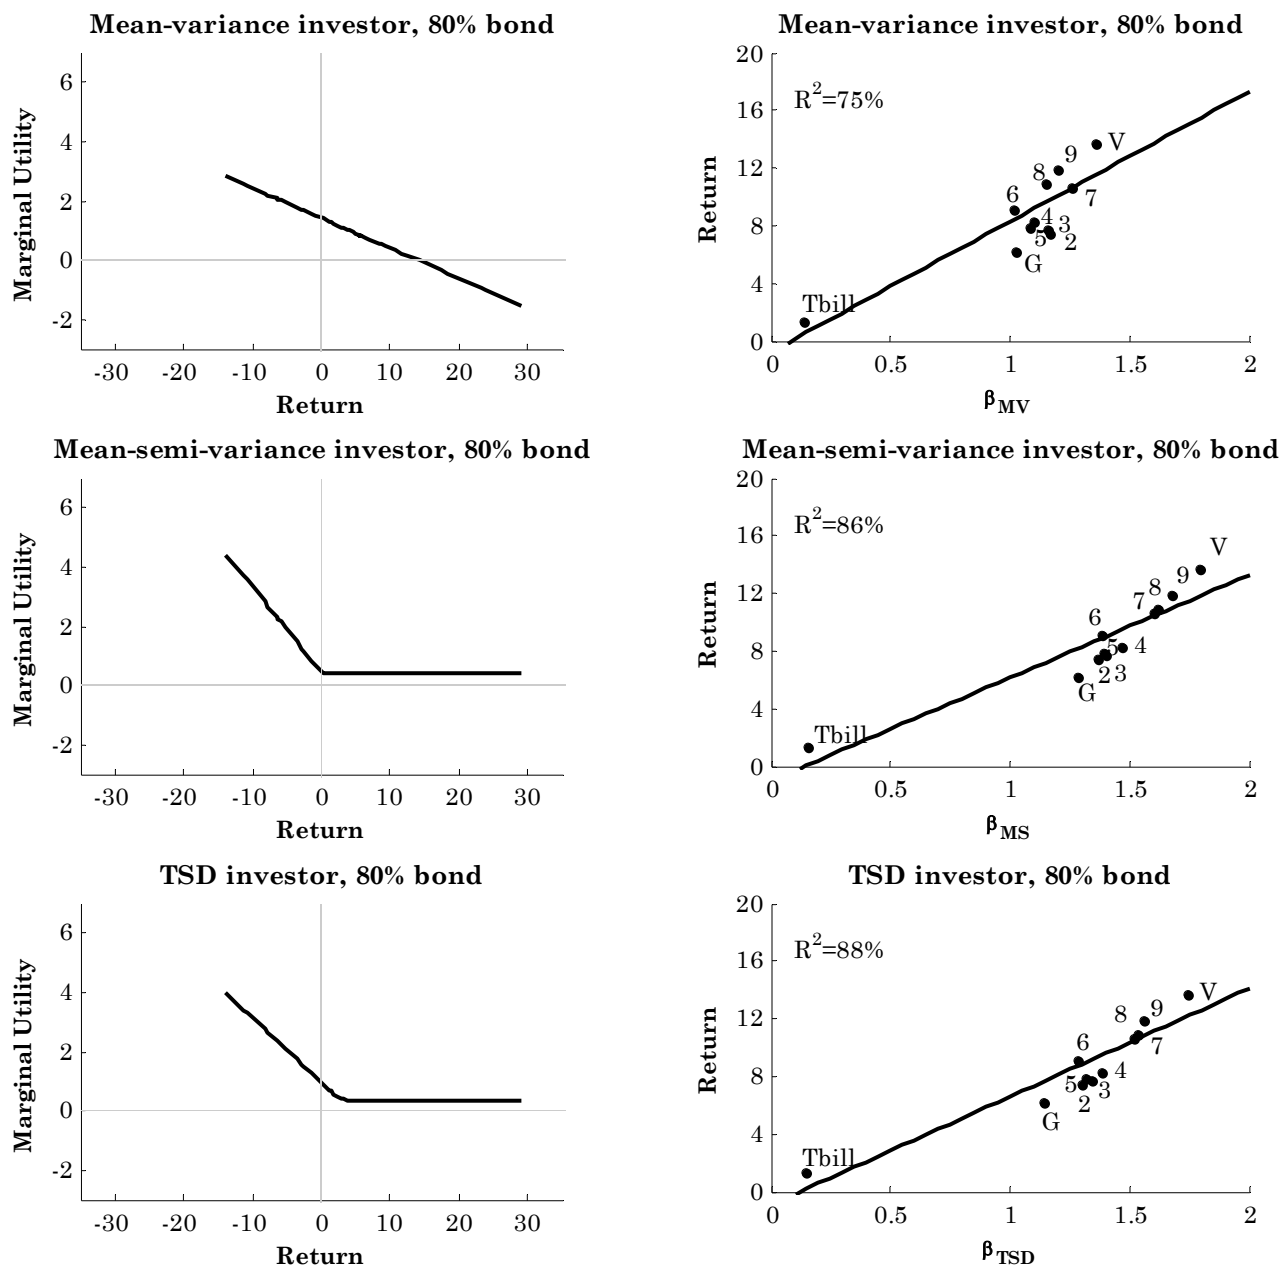 Mean-variance investor, 80% bond
Marginal Utility
6
4
2
0
-2
-30 -20 -10 0 10 20 30
Return
Mean-variance investor, 80% bond
Return
20
16
12
8
4
0
R²=75%
V
9
8
7
6
4
3
5
2
G
Tbill
0 0.5 1 1.5 2
βMV
Mean-semi-variance investor, 80% bond
Marginal Utility
6
4
2
0
-2
-30 -20 -10 0 10 20 30
Return
Mean-semi-variance investor, 80% bond
Return
20
16
12
8
4
0
R²=86%
V
9
8
7
6
5
4
2
3
G
Tbill
0 0.5 1 1.5 2
βMS
TSD investor, 80% bond
Marginal Utility
6
4
2
0
-2
-30 -20 -10 0 10 20 30
Return
TSD investor, 80% bond
Return
20
16
12
8
4
0
R²=88%
V
9
8
7
6
4
5
3
2
G
Tbill
0 0.5 1 1.5 2
βTSD